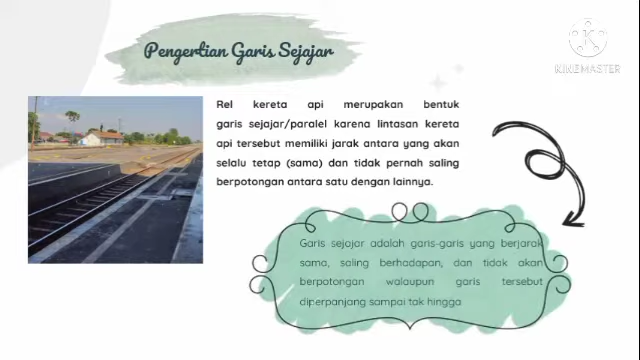 Pengertian Garis Sejajar
KINEMASTER
Rel kereta api merupakan bentuk
garis sejajar/paralel karena lintasan kereta
api tersebut memiliki jarak antara yang akan
selalu tetap (sama) dan tidak pernah saling
berpotongan antara satu dengan lainnya.
Garis sejajar adalah garis-garis yang berjarak
sama, saling berhadapan, dan tidak akan
berpotongan walaupun garis tersebut
diperpanjang sampai tak hingga